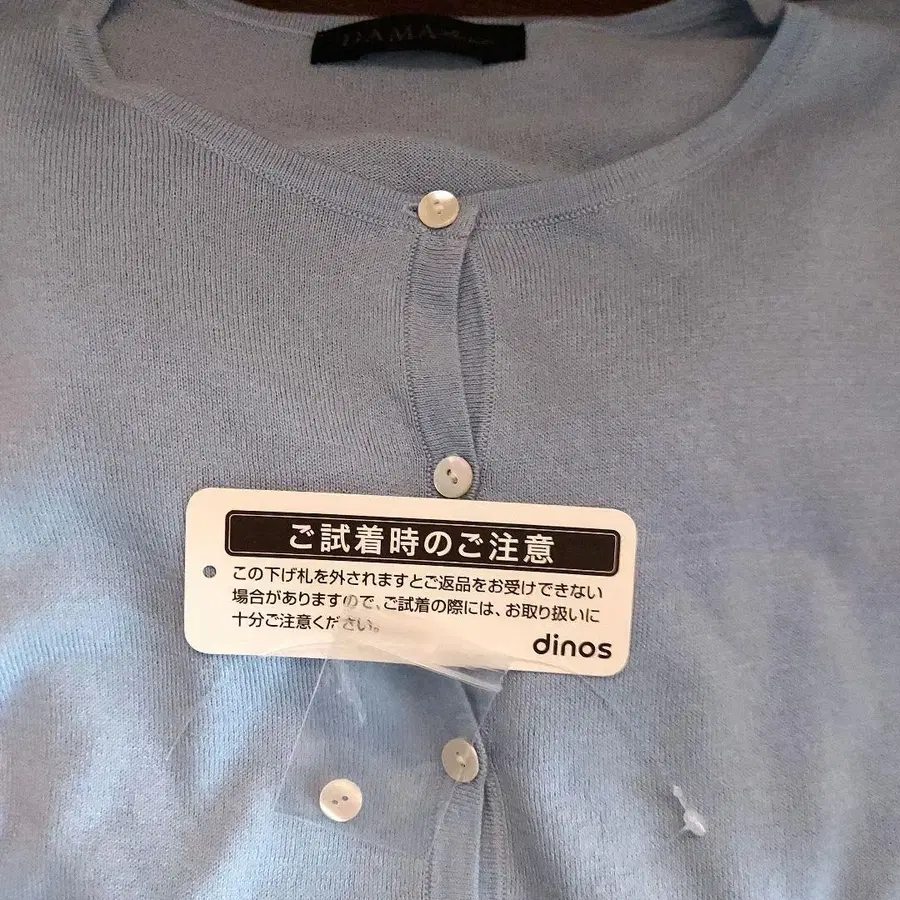 DAMA
ご試着時のご注意
この下げ札を外されますとご返品をお受けできない
場合がありますので、ご試着の際には、お取り扱いに
十分ご注意ください。
dinos